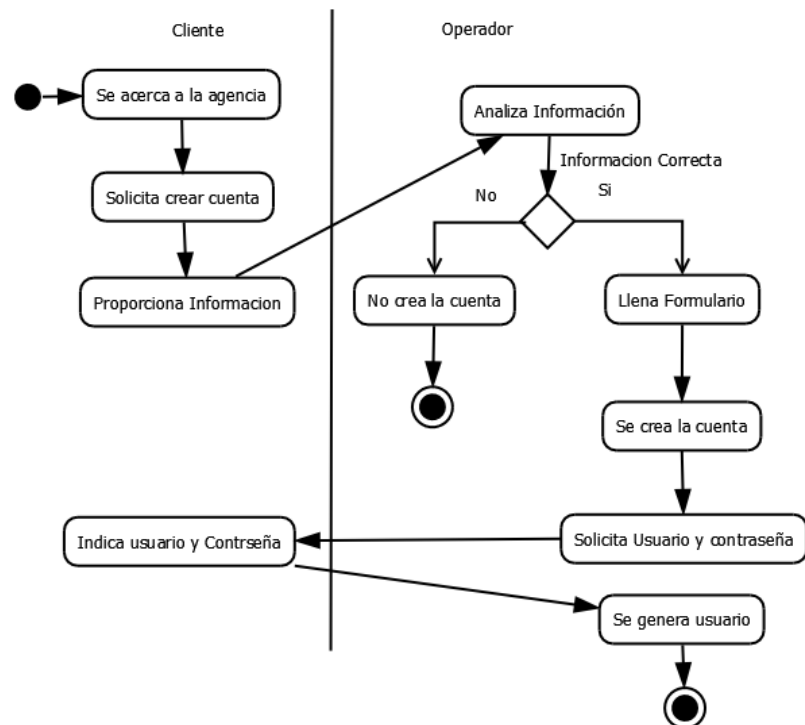 Cliente
Operador
Se acerca a la agencia
Analiza Información
Informacion Correcta
Solicita crear cuenta
No
Si
Proporciona Informacion
No crea la cuenta
Llena Formulario
Se crea la cuenta
Indica usuario y Contrseña
Solicita Usuario y contraseña
Se genera usuario